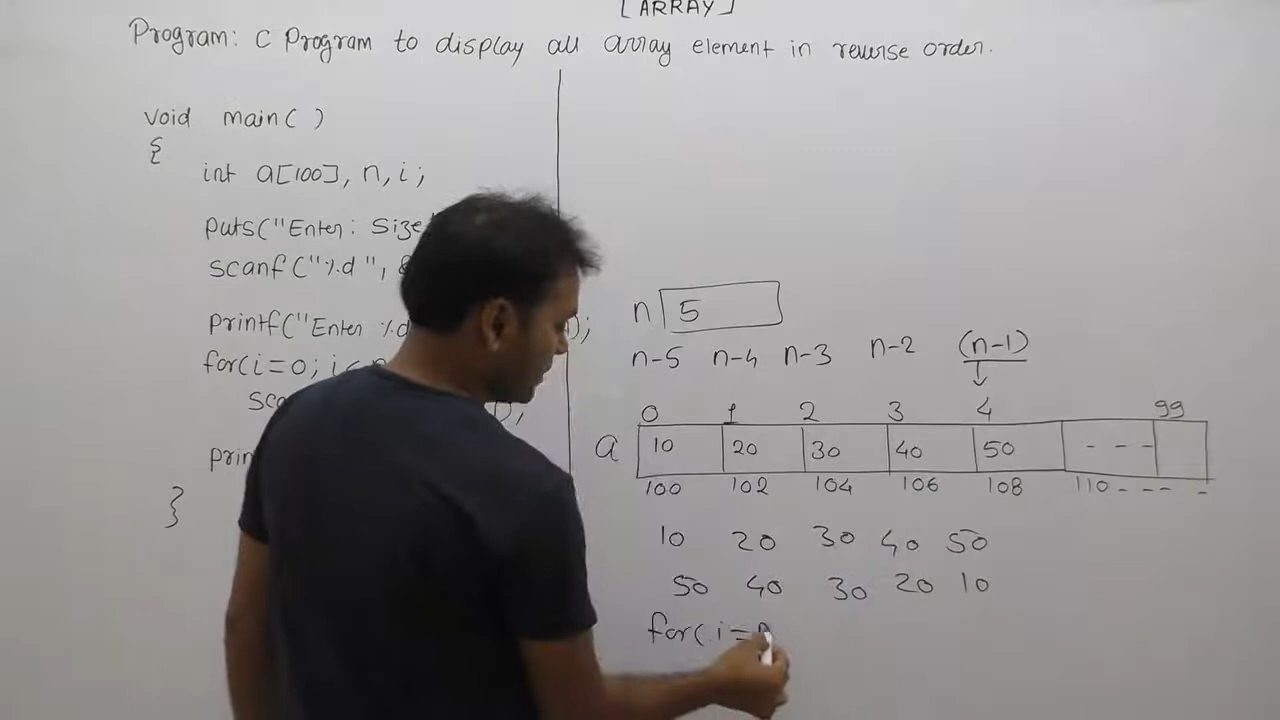 [ARRAY]
Program: C Program to display all array element in reverse order.
void main( )
{
int a[100], n, i;
puts("Enter: Size
scanf("%d",
printf("Enter %d
);
for(i=0; i<
);
}
n 5
n-5 n-4 n-3 n-2 (n-1)
0 1 2 3 4 99
a 10 20 30 40 50 - - -
100 102 104 106 108 110 - - - -
10 20 30 40 50
50 40 30 20 10
for( i=